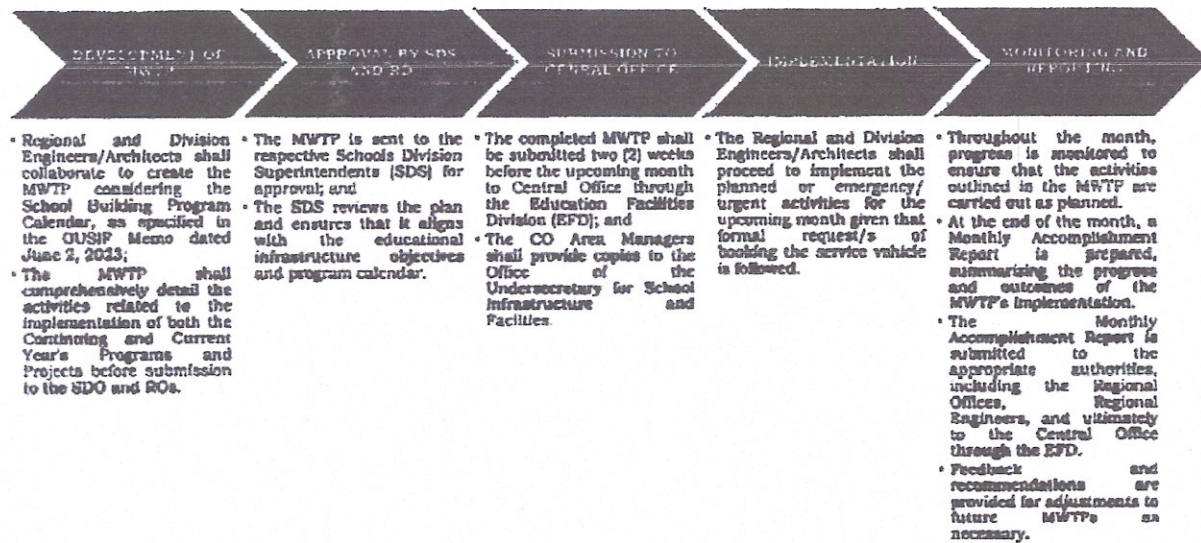 DEVELOPMENT OF
MWTP
APPROVAL BY SDS
AND RD
SUBMISSION TO
CENTRAL OFFICE
IMPLEMENTATION
MONITORING AND
REPORTING
• Regional and Division
Engineers/Architects shall
collaborate to create the
MWTP considering the
School Building Program
Calendar, as specified in
the OUSIF Memo dated
June 2, 2023;
• The MWTP shall
comprehensively detail the
activities related to the
implementation of both the
Continuing and Current
Year's Programs and
Projects before submission
to the SDO and ROs.
• The MWTP is sent to the
respective Schools Division
Superintendents (SDS) for
approval; and
• The SDS reviews the plan
and ensures that it aligns
with the educational
infrastructure objectives
and program calendar.
• The completed MWTP shall
be submitted two (2) weeks
before the upcoming month
to Central Office through
the Education Facilities
Division (EFD); and
• The CO Area Managers
shall provide copies to the
Office of the
Undersecretary for School
Infrastructure and
Facilities.
• The Regional and Division
Engineers/Architects shall
proceed to implement the
planned or emergency/
urgent activities for the
upcoming month given that
formal request/s of
booking the service vehicle
is followed.
• Throughout the month,
progress is monitored to
ensure that the activities
outlined in the MWTP are
carried out as planned.
• At the end of the month, a
Monthly Accomplishment
Report is prepared,
summarizing the progress
and outcomes of the
MWTP's implementation.
• The Monthly
Accomplishment Report is
submitted to the
appropriate authorities,
including the Regional
Offices, Regional
Engineers, and ultimately
to the Central Office
through the EFD.
• Feedback and
recommendations are
provided for adjustments to
future MWTPs as
necessary.